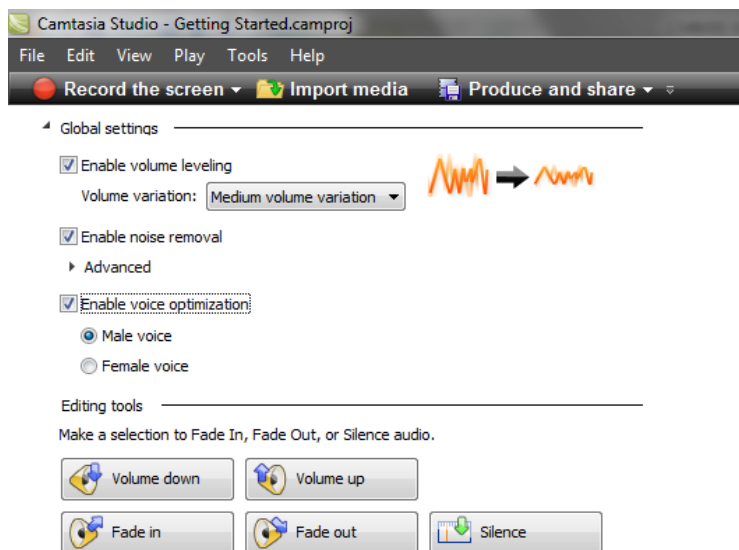 Camtasia Studio - Getting Started.camproj
File Edit View Play Tools Help
Record the screen Import media Produce and share
Global settings
Enable volume leveling
Volume variation: Medium volume variation
Enable noise removal
Advanced
Enable voice optimization
Male voice
Female voice
Editing tools
Make a selection to Fade In, Fade Out, or Silence audio.
Volume down Volume up
Fade in Fade out Silence